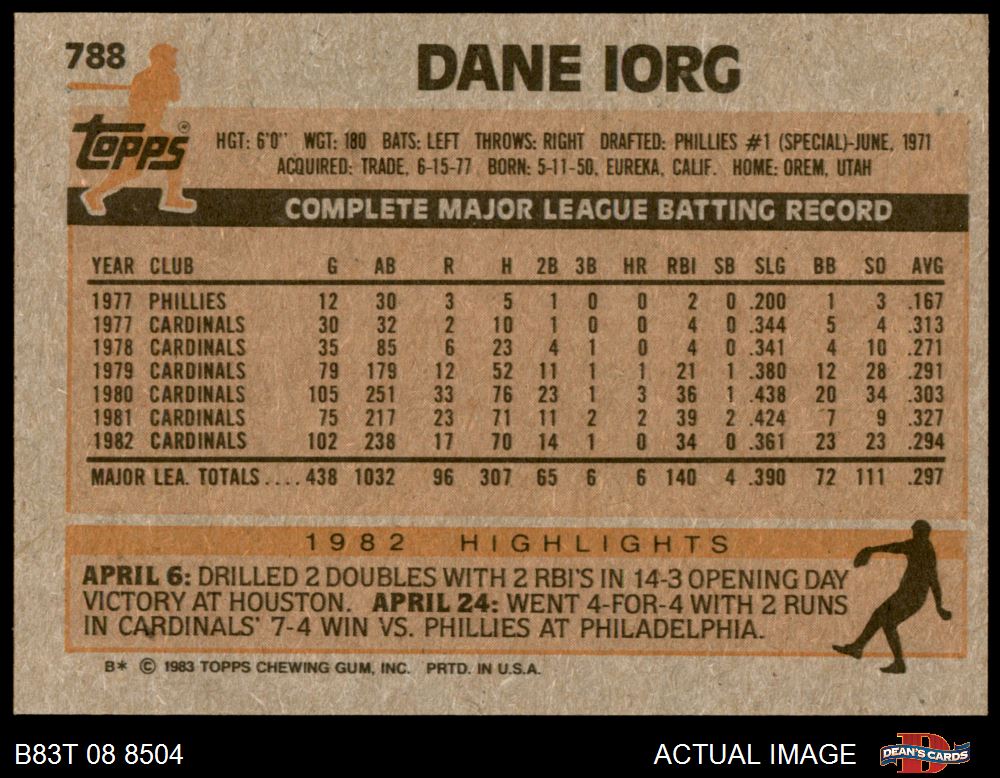 788
DANE IORG
Topps®
HGT: 6'0" WGT: 180 BATS: LEFT THROWS: RIGHT DRAFTED: PHILLIES #1 (SPECIAL)-JUNE, 1971
ACQUIRED: TRADE, 6-15-77 BORN: 5-11-50, EUREKA, CALIF. HOME: OREM, UTAH
COMPLETE MAJOR LEAGUE BATTING RECORD
YEAR CLUB G AB R H 2B 3B HR RBI SB SLG BB SO AVG
1977 PHILLIES 12 30 3 5 1 0 0 2 0 .200 1 3 .167
1977 CARDINALS 30 32 2 10 1 0 0 4 0 .344 5 4 .313
1978 CARDINALS 35 85 6 23 4 1 0 4 0 .341 4 10 .271
1979 CARDINALS 79 179 12 52 11 1 1 21 1 .380 12 28 .291
1980 CARDINALS 105 251 33 76 23 1 3 36 1 .438 20 34 .303
1981 CARDINALS 75 217 23 71 11 2 2 39 2 .424 7 9 .327
1982 CARDINALS 102 238 17 70 14 1 0 34 0 .361 23 23 .294
MAJOR LEA. TOTALS.... 438 1032 96 307 65 6 6 140 4 .390 72 111 .297
1982 HIGHLIGHTS
APRIL 6: DRILLED 2 DOUBLES WITH 2 RBI'S IN 14-3 OPENING DAY
VICTORY AT HOUSTON. APRIL 24: WENT 4-FOR-4 WITH 2 RUNS
IN CARDINALS' 7-4 WIN VS. PHILLIES AT PHILADELPHIA.
B* © 1983 TOPPS CHEWING GUM, INC. PRTD. IN U.S.A.
B83T 08 8504
ACTUAL IMAGE
DEAN'S CARDS